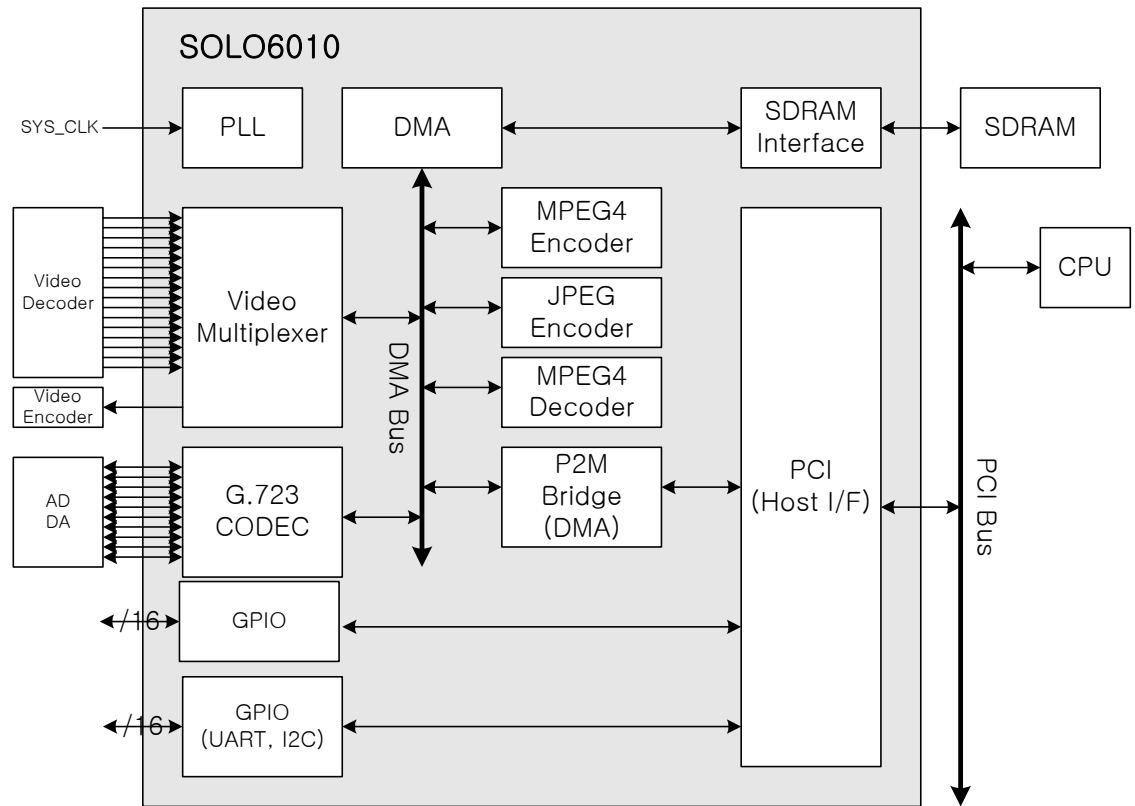 SOLO6010
SYS_CLK
PLL
DMA
SDRAM
Interface
SDRAM
Video
Decoder
Video
Multiplexer
MPEG4
Encoder
JPEG
Encoder
MPEG4
Decoder
DMA Bus
CPU
Video
Encoder
AD
DA
G.723
CODEC
P2M
Bridge
(DMA)
PCI
(Host I/F)
PCI Bus
/16
GPIO
/16
GPIO
(UART, I2C)